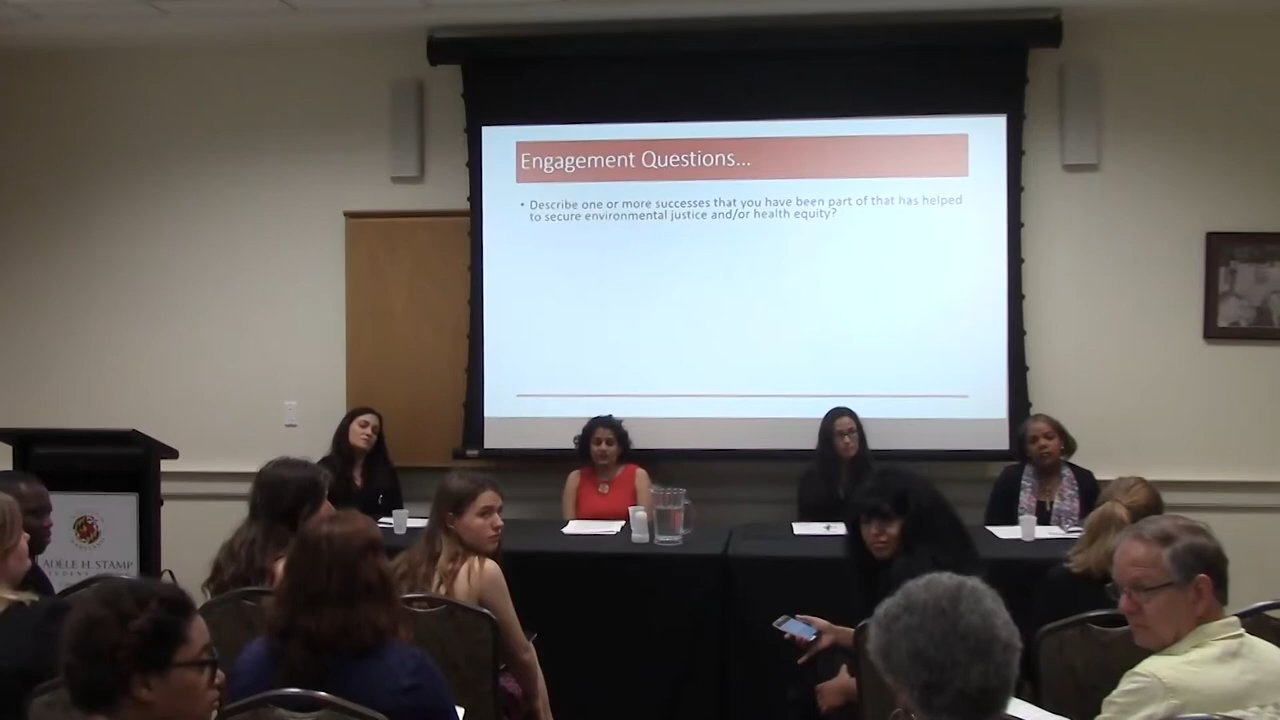 Engagement Questions...
• Describe one or more successes that you have been part of that has helped
to secure environmental justice and/or health equity?
ADELE H. STAMP